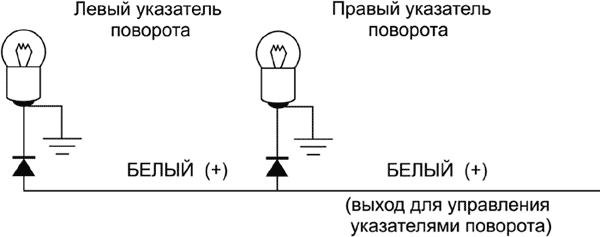 Левый указатель
поворота
Правый указатель
поворота
БЕЛЫЙ (+)
БЕЛЫЙ (+)
(выход для управления
указателями поворота)